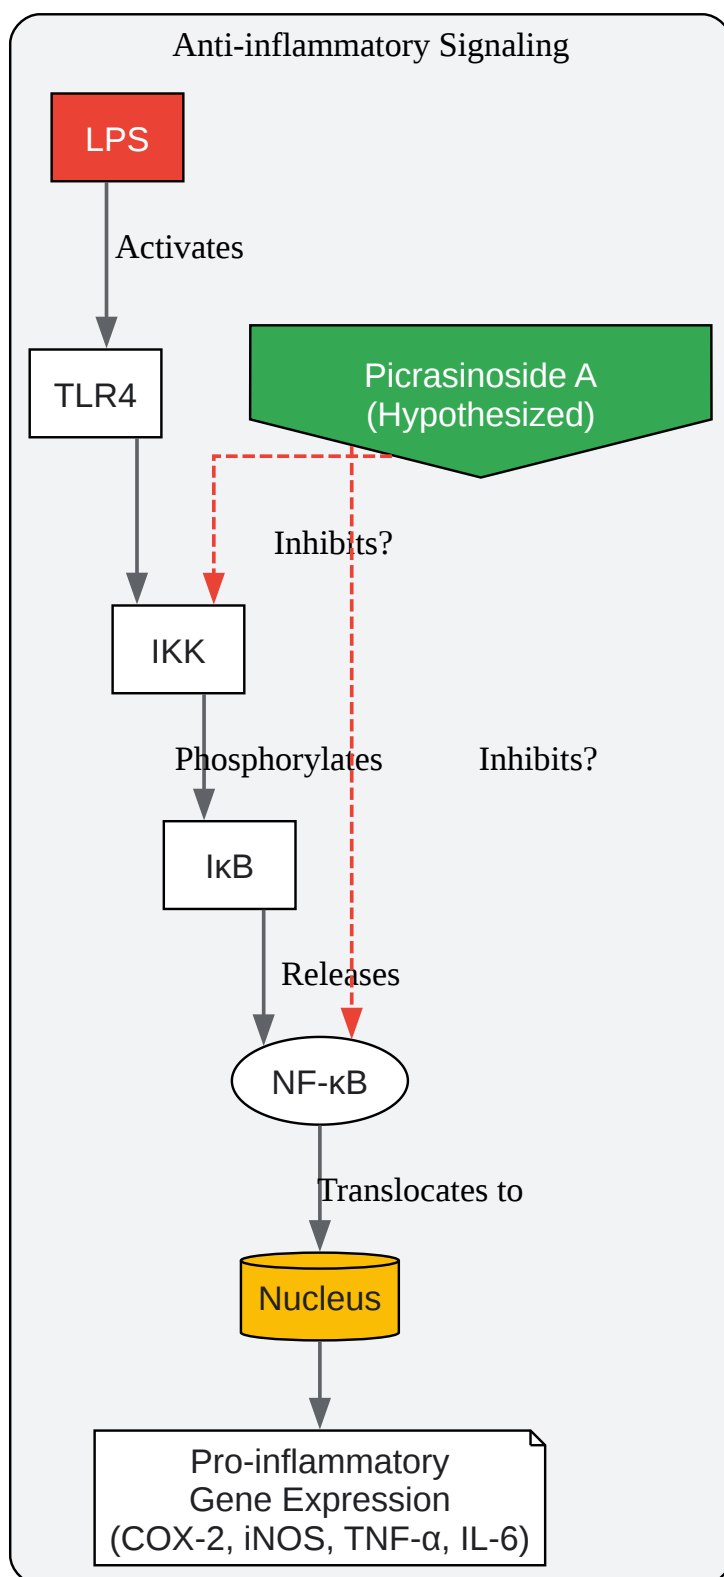 Anti-inflammatory Signaling
LPS
Activates
TLR4
Picrasinoside A
(Hypothesized)
Inhibits?
IKK
Phosphorylates
Inhibits?
IκB
Releases
NF-κB
Translocates to
Nucleus
Pro-inflammatory
Gene Expression
(COX-2, iNOS, TNF-α, IL-6)